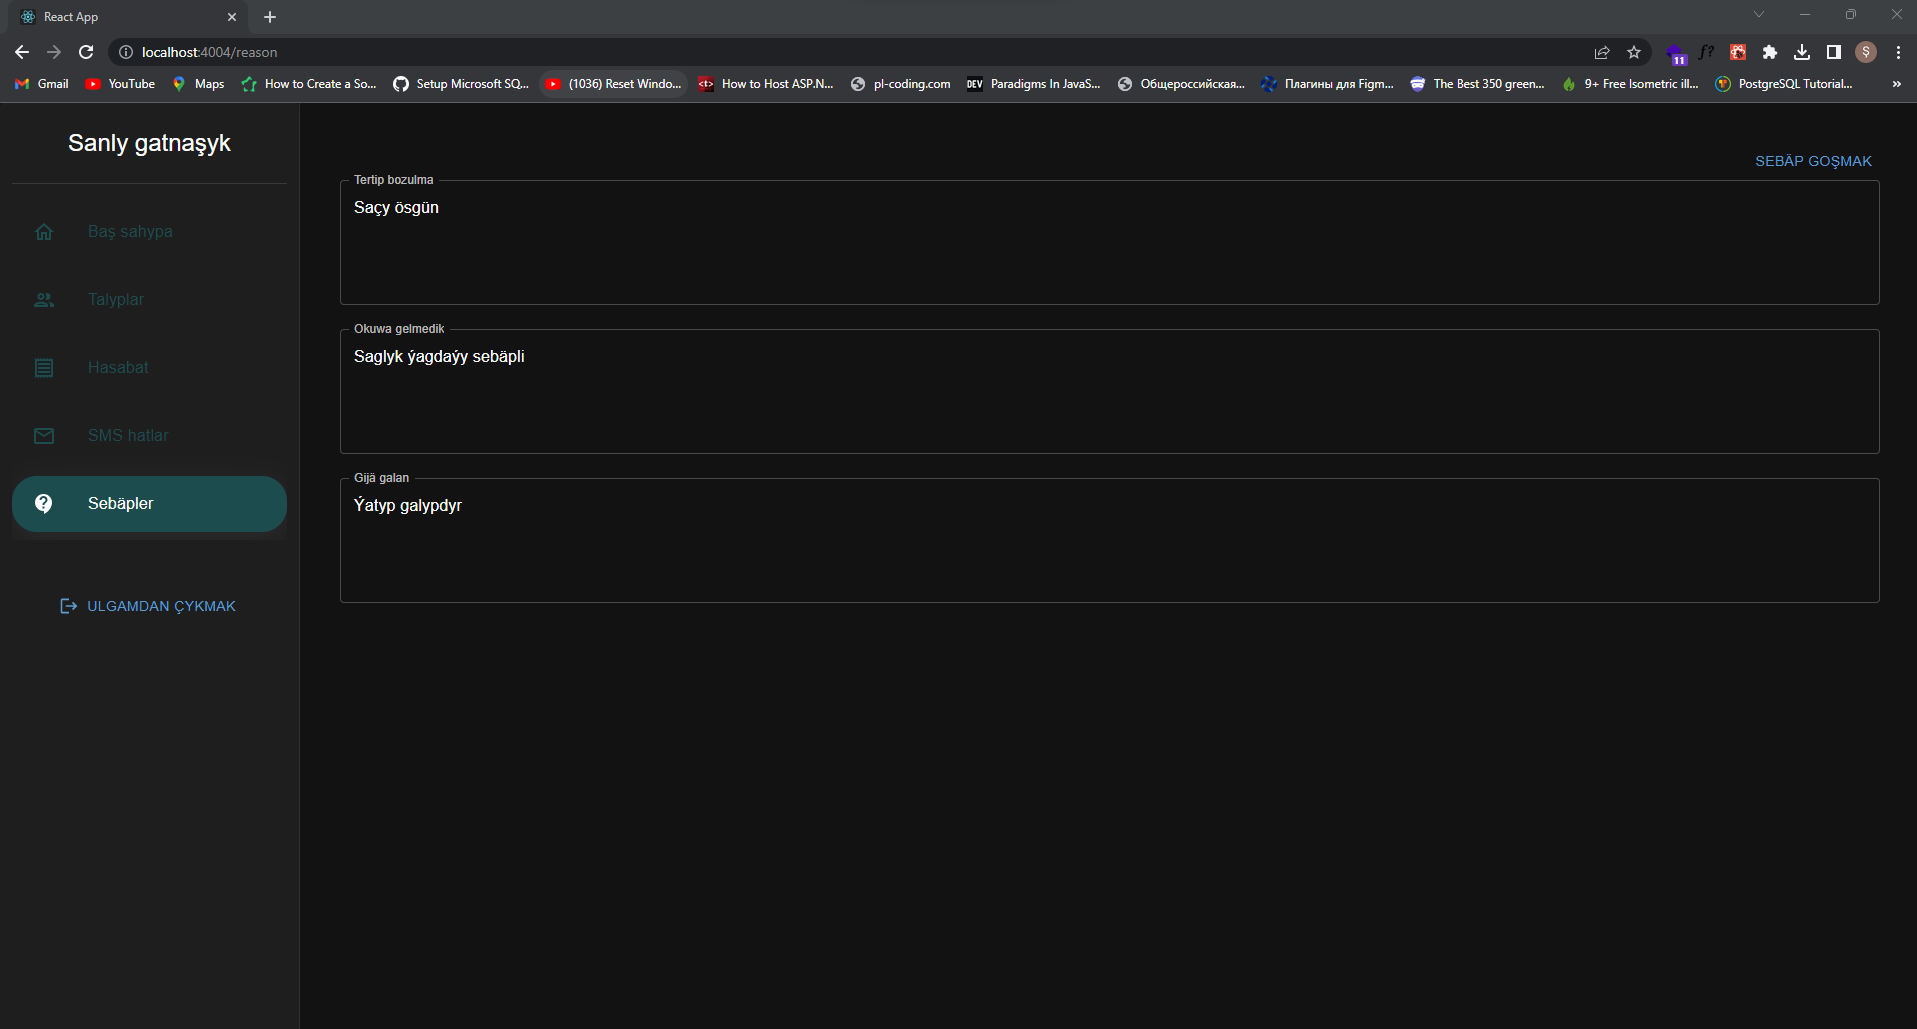 React App
localhost:4004/reason
11
f?
Ş
Gmail
YouTube
Maps
How to Create a So...
Setup Microsoft SQ...
(1036) Reset Windo...
How to Host ASP.N...
pl-coding.com
DEV
Paradigms In JavaS...
Общероссийская...
Плагины для Figm...
The Best 350 green...
9+ Free Isometric ill...
PostgreSQL Tutorial...
»
Sanly gatnaşyk
Baş sahypa
Talyplar
Hasabat
SMS hatlar
Sebäpler
ULGAMDAN ÇYKMAK
SEBÄP GOŞMAK
Tertip bozulma
Saçy ösgün
Okuwa gelmedik
Saglyk ýagdaýy sebäpli
Gijä galan
Ýatyp galypdyr